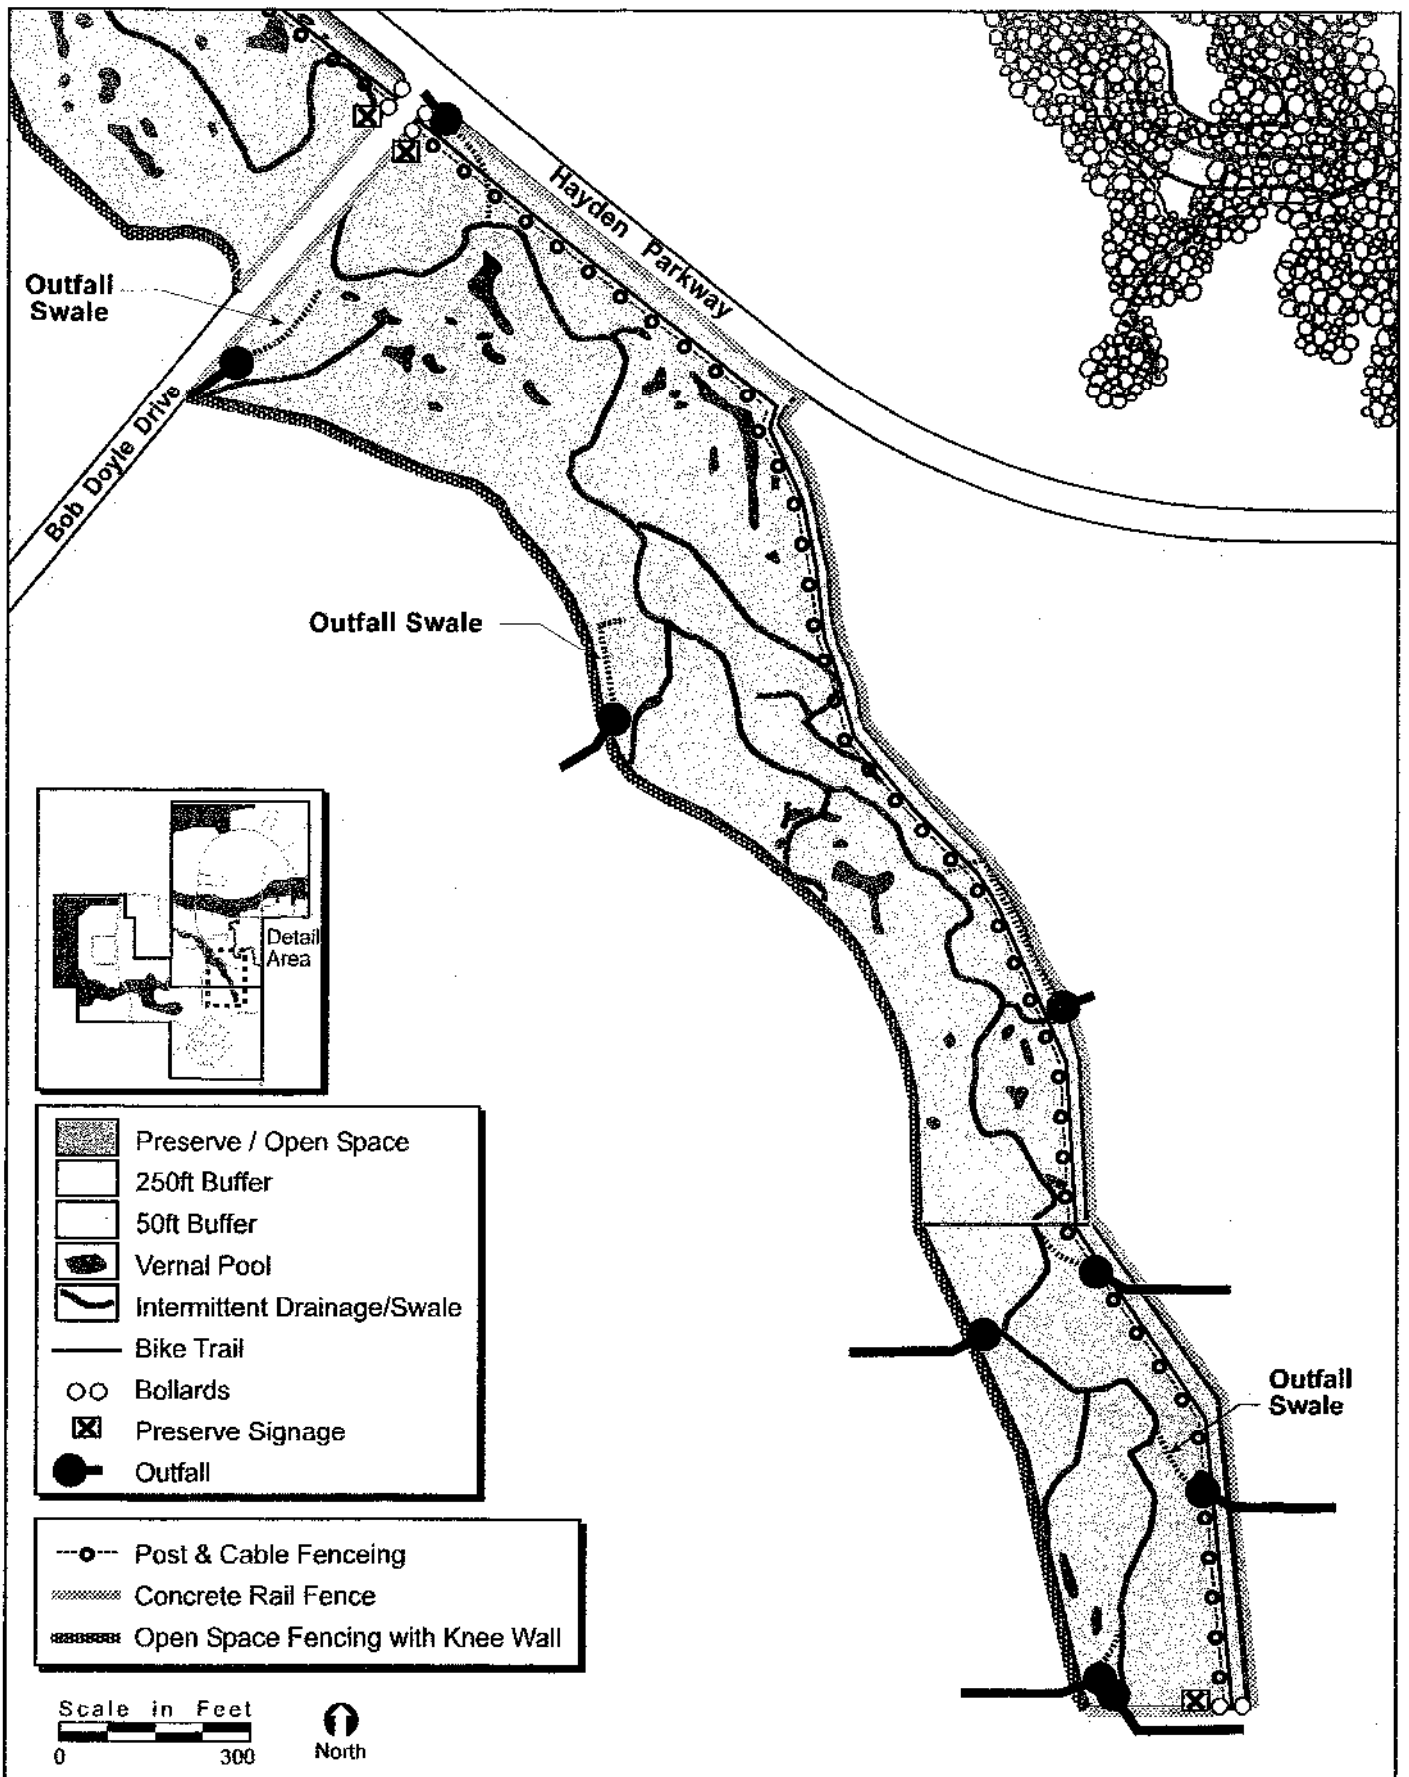 Hayden Parkway
Outfall
Swale
Bob Doyle Drive
Outfall Swale
Detail
Area
Preserve / Open Space
250ft Buffer
50ft Buffer
Vernal Pool
Intermittent Drainage/Swale
Bike Trail
Bollards
Preserve Signage
Outfall
Outfall
Swale
Post & Cable Fenceing
Concrete Rail Fence
Open Space Fencing with Knee Wall
Scale in Feet
0 300
North